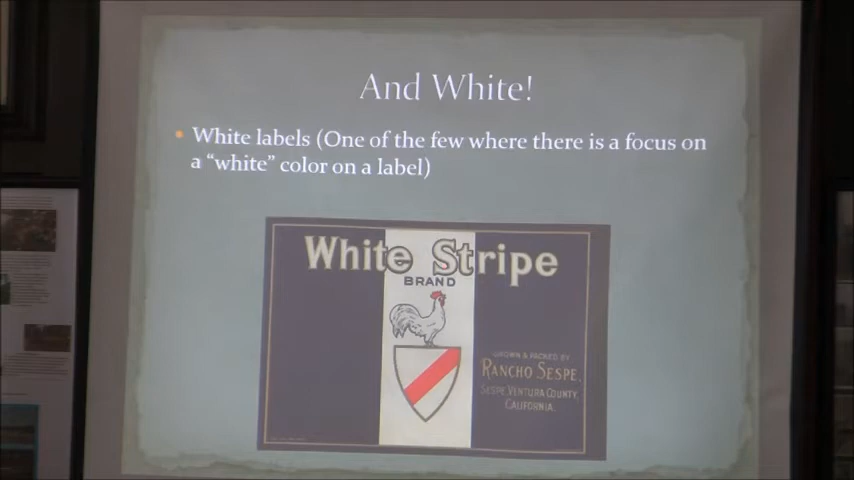 And White!
White labels (One of the few where there is a focus on
a “white” color on a label)
White Stripe
BRAND
GROWN & PACKED BY
RANCHO SESPE.
SESPE, VENTURA COUNTY,
CALIFORNIA.